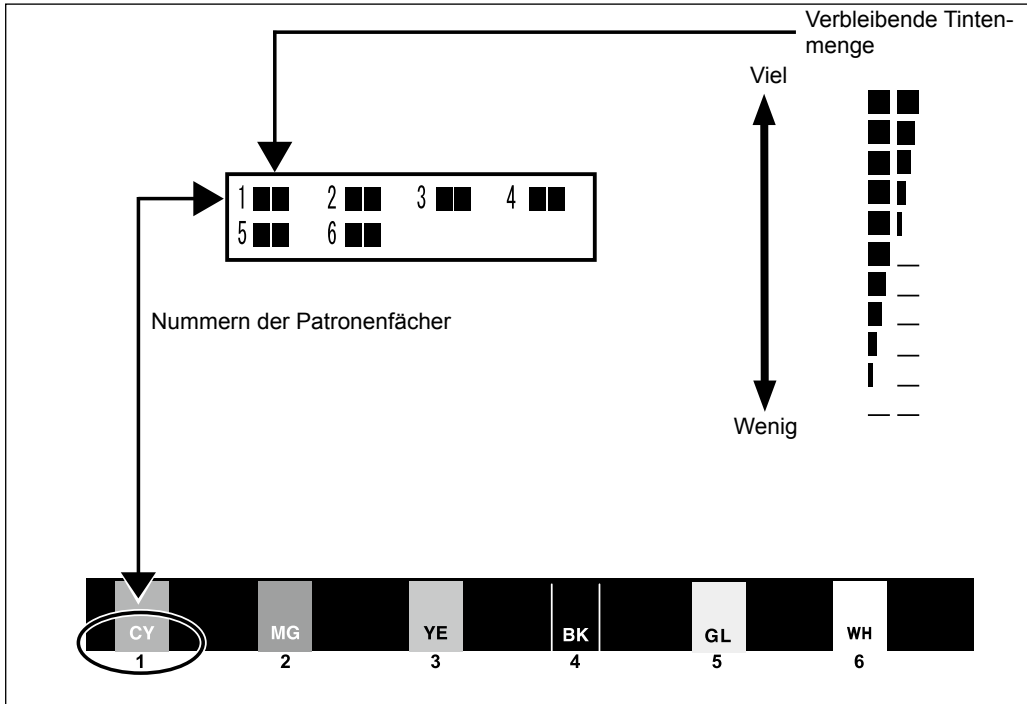 Verbleibende Tinten-
menge
Viel
1 2 3 4
5 6
Nummern der Patronenfächer
Wenig
CY MG YE BK GL WH
1 2 3 4 5 6